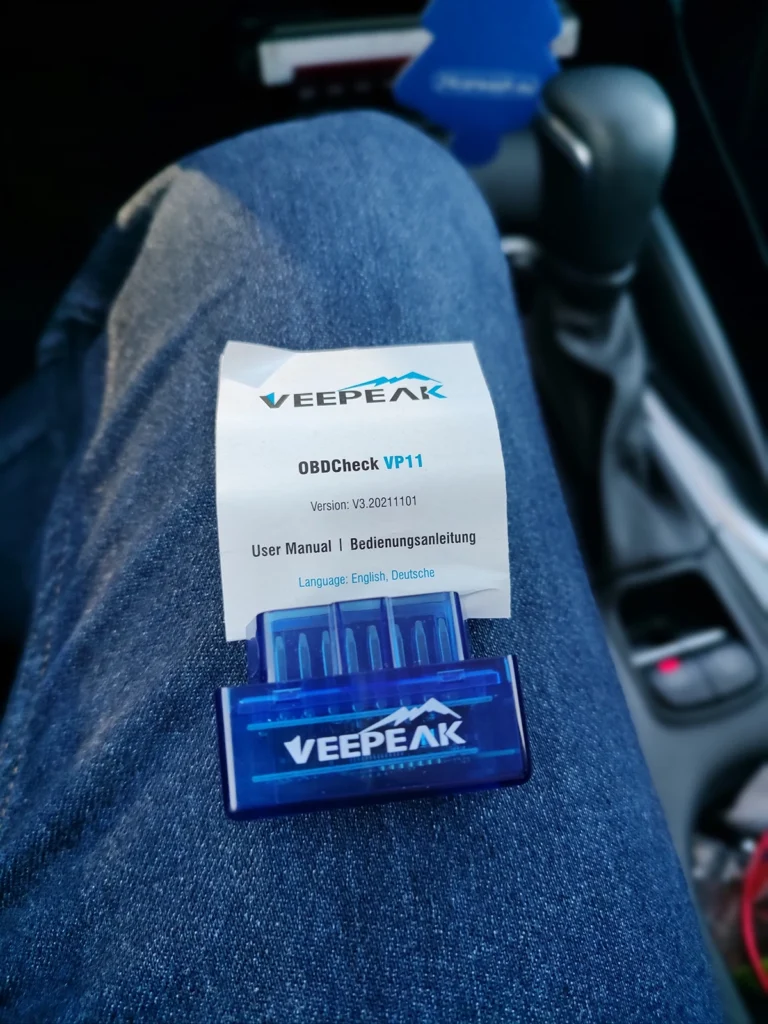 VEEPEAK
OBDCheck VP11
Version: V3.20211101
User Manual | Bedienungsanleitung
Language: English, Deutsche
VEEPEAK